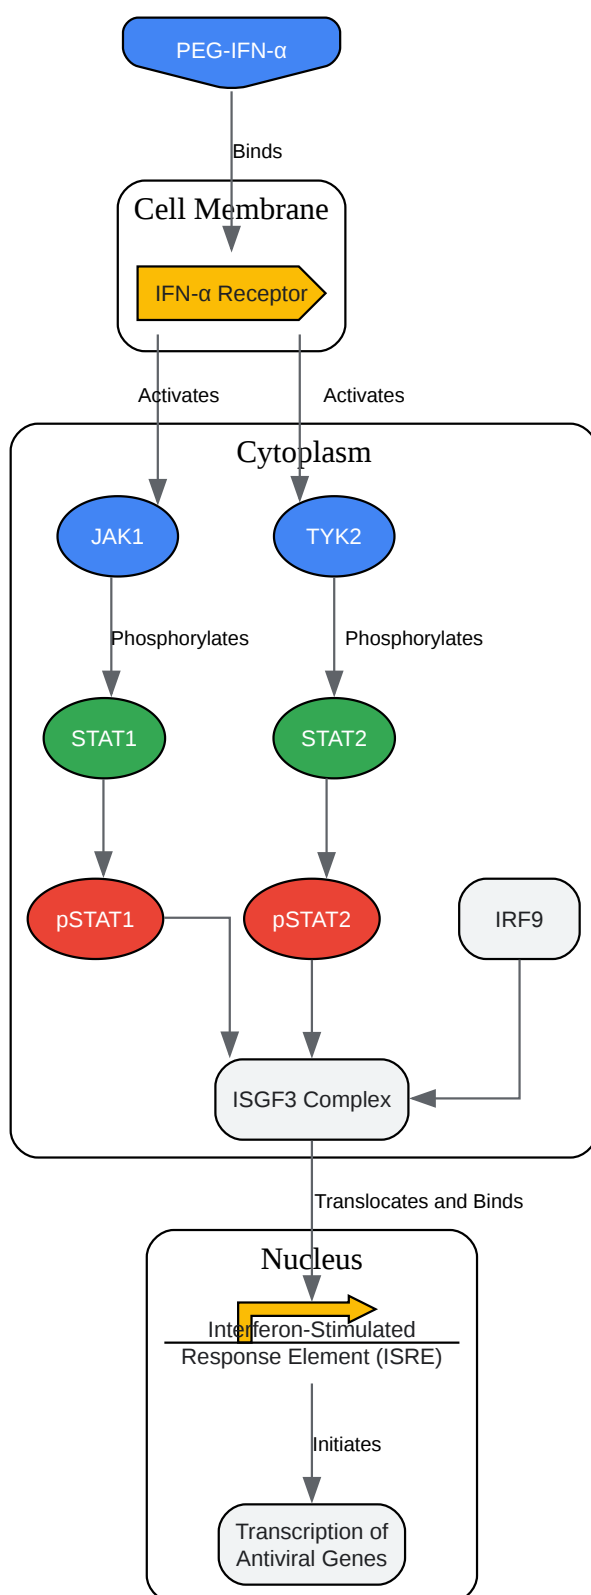 PEG-IFN-α
Binds
Cell Membrane
IFN-α Receptor
Activates
Activates
Cytoplasm
JAK1
TYK2
Phosphorylates
Phosphorylates
STAT1
STAT2
pSTAT1
pSTAT2
IRF9
ISGF3 Complex
Translocates and Binds
Nucleus
Interferon-Stimulated
Response Element (ISRE)
Initiates
Transcription of
Antiviral Genes